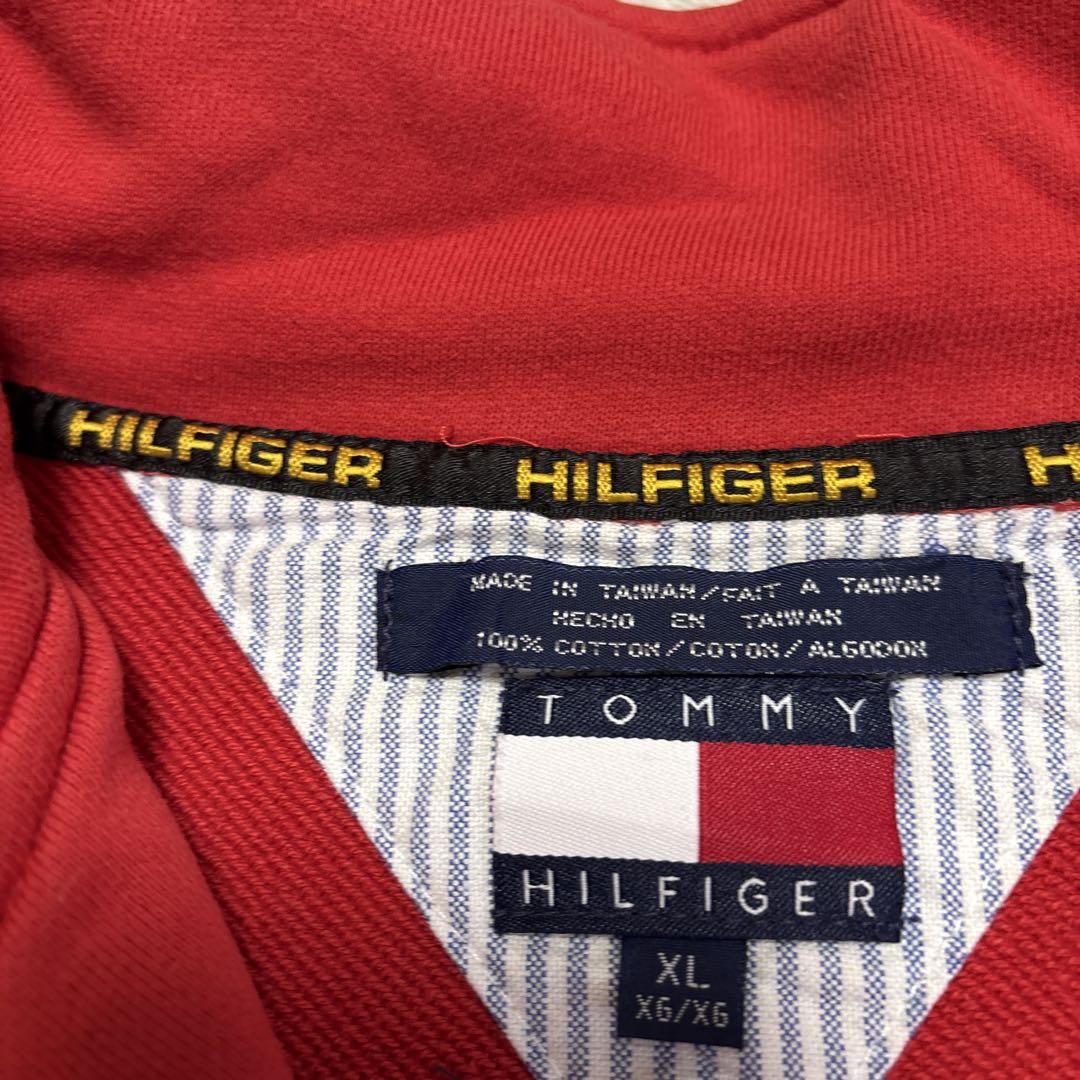 HILFIGER HILFIGER H
MADE IN TAIWAN/FAIT A TAIWAN
HECHO EN TAIWAN
100% COTTON/COTON/ALGODON
TOMMY
HILFIGER
XL
XG/XG